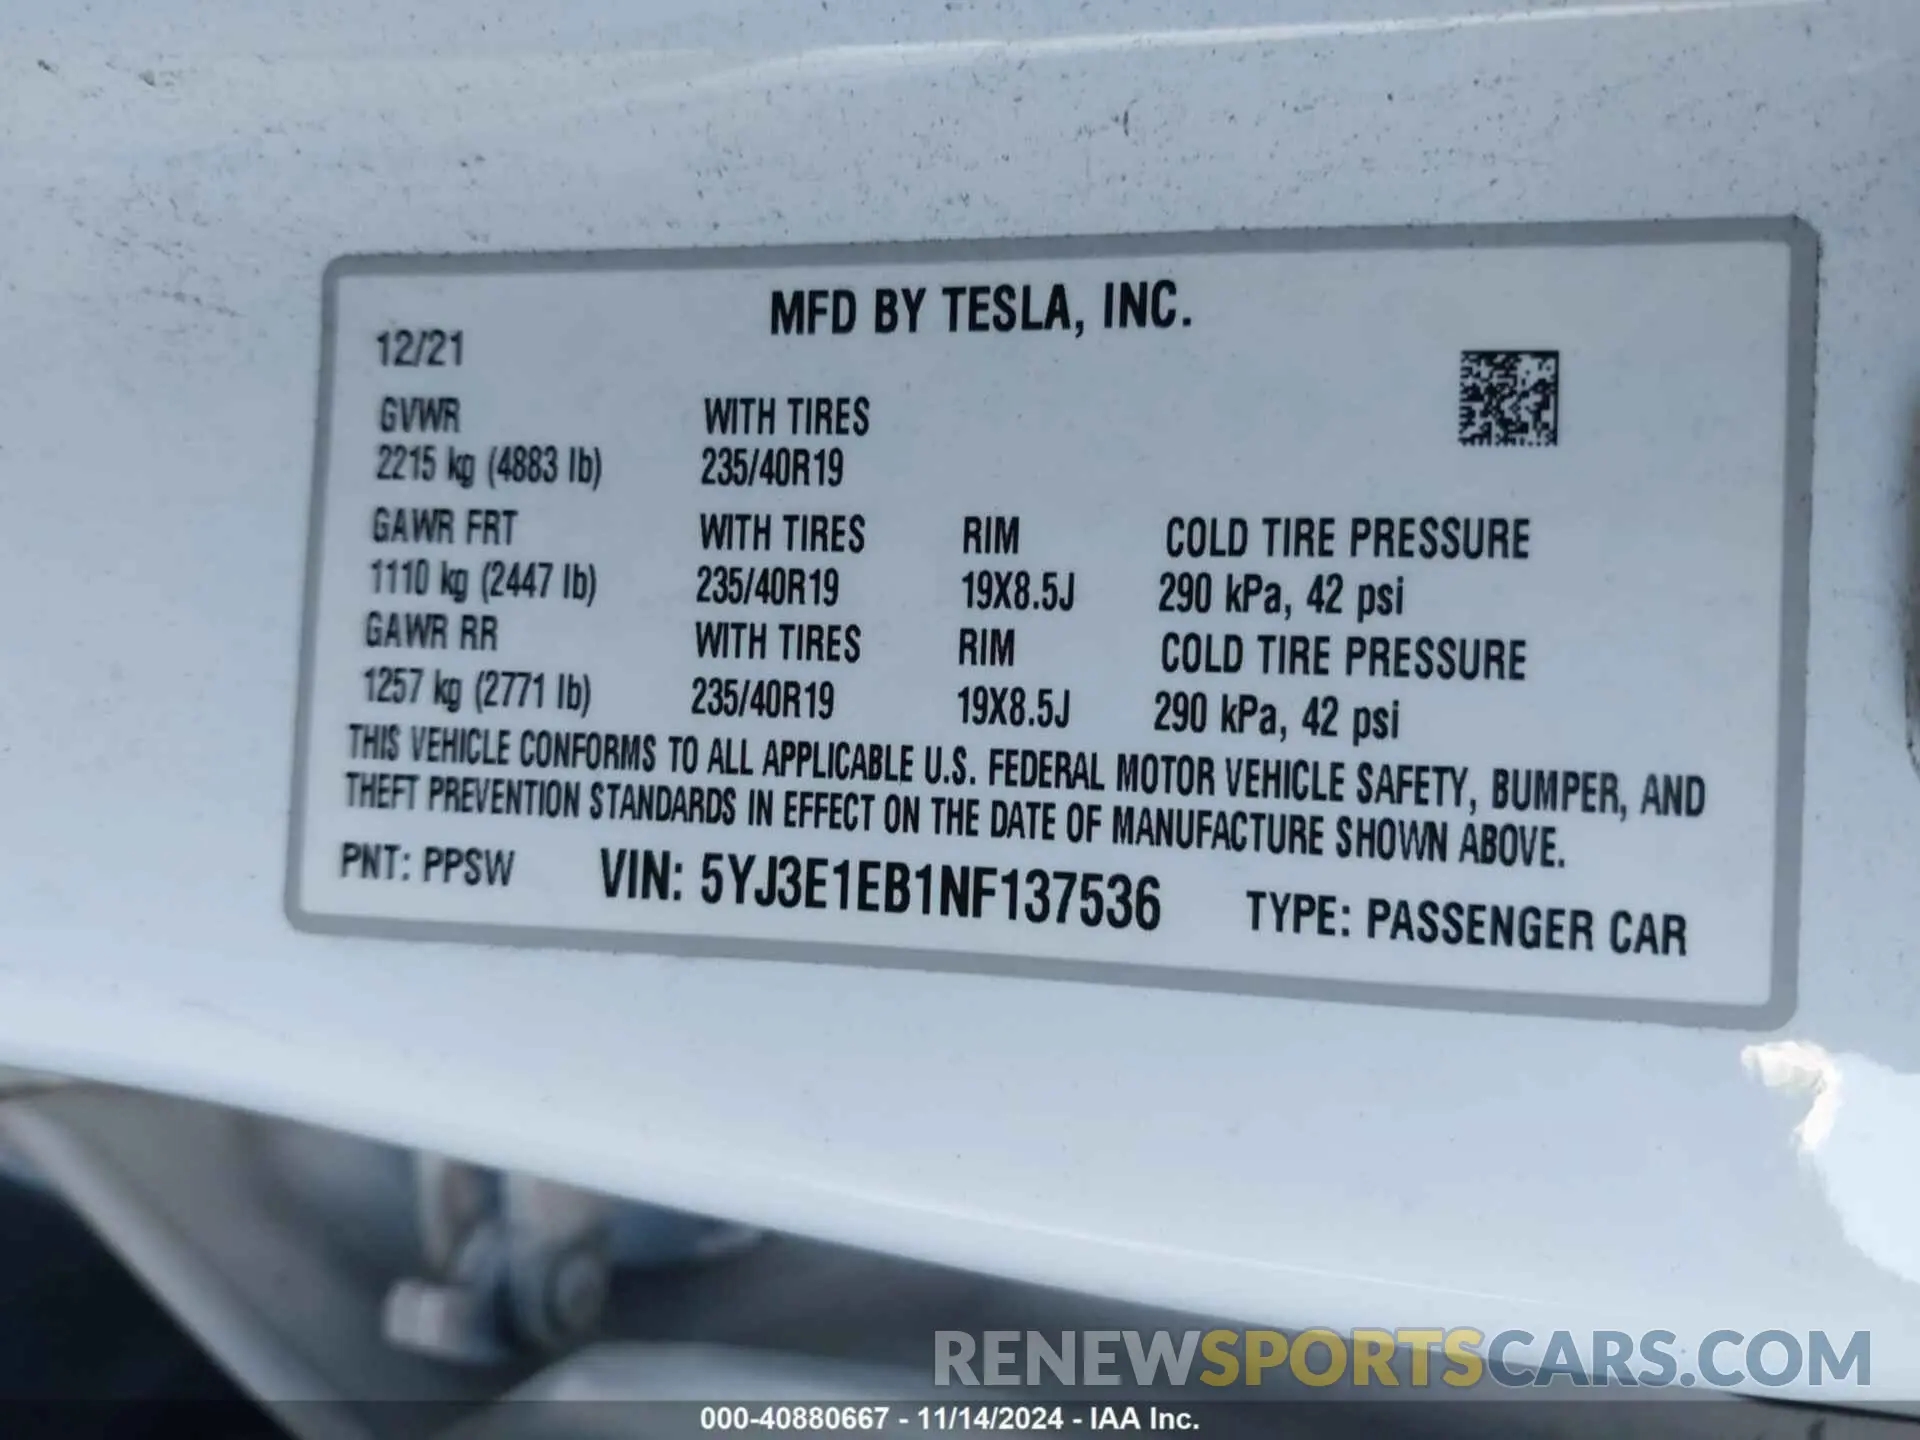 MFD BY TESLA, INC.
12/21
GVWR WITH TIRES
2215 kg (4883 lb) 235/40R19
GAWR FRT WITH TIRES RIM COLD TIRE PRESSURE
1110 kg (2447 lb) 235/40R19 19X8.5J 290 kPa, 42 psi
GAWR RR WITH TIRES RIM COLD TIRE PRESSURE
1257 kg (2771 lb) 235/40R19 19X8.5J 290 kPa, 42 psi
THIS VEHICLE CONFORMS TO ALL APPLICABLE U.S. FEDERAL MOTOR VEHICLE SAFETY, BUMPER, AND
THEFT PREVENTION STANDARDS IN EFFECT ON THE DATE OF MANUFACTURE SHOWN ABOVE.
PNT: PPSW VIN: 5YJ3E1EB1NF137536 TYPE: PASSENGER CAR
RENEWSPORTSCARS.COM
000-40880667 - 11/14/2024 - IAA Inc.